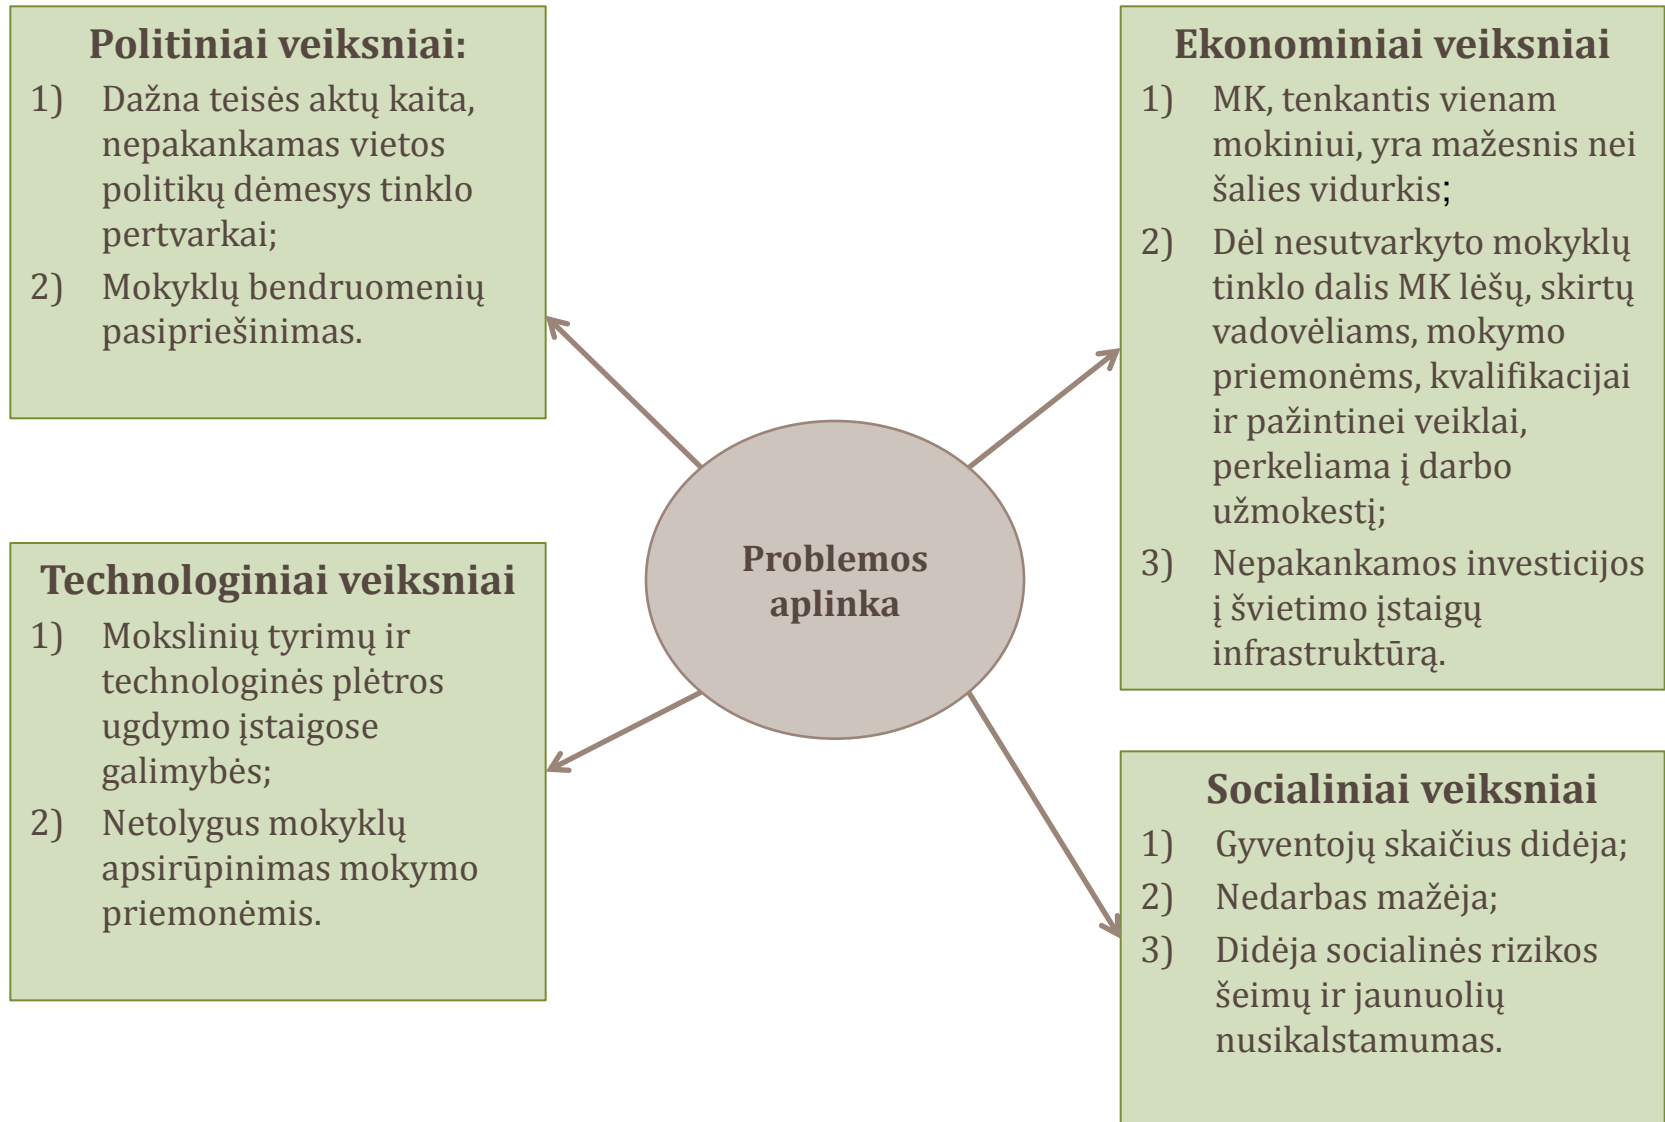 Politiniai veiksniai:
1) Dažna teisės aktų kaita,
nepakankamas vietos
politikų dėmesys tinklo
pertvarkai;
2) Mokyklų bendruomenių
pasipriešinimas.
Ekonominiai veiksniai
1) MK, tenkantis vienam
mokiniui, yra mažesnis nei
šalies vidurkis;
2) Dėl nesutvarkyto mokyklų
tinklo dalis MK lėšų, skirtų
vadovėliams, mokymo
priemonėms, kvalifikacijai
ir pažintinei veiklai,
perkeliama į darbo
užmokestį;
3) Nepakankamos investicijos
į švietimo įstaigų
infrastruktūrą.
Problemos
aplinka
Technologiniai veiksniai
1) Mokslinių tyrimų ir
technologinės plėtros
ugdymo įstaigose
galimybės;
2) Netolygus mokyklų
apsirūpinimas mokymo
priemonėmis.
Socialiniai veiksniai
1) Gyventojų skaičius didėja;
2) Nedarbas mažėja;
3) Didėja socialinės rizikos
šeimų ir jaunuolių
nusikalstamumas.